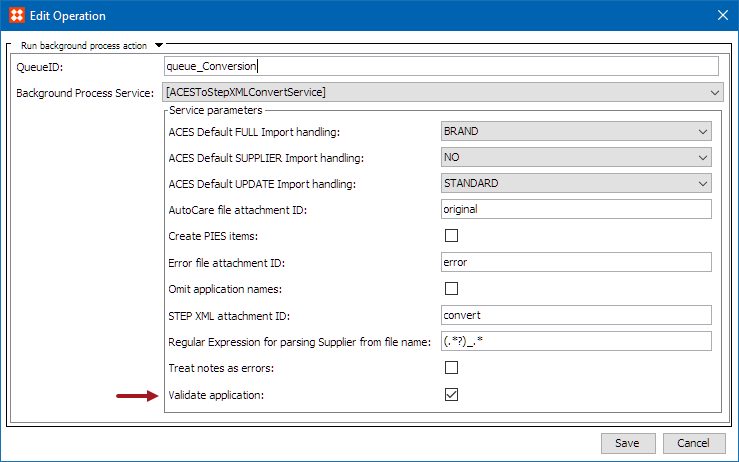 Edit Operation
Run background process action
QueueID: queue_Conversion
Background Process Service: [ACESToStepXMLConvertService]
Service parameters
ACES Default FULL Import handling: BRAND
ACES Default SUPPLIER Import handling: NO
ACES Default UPDATE Import handling: STANDARD
AutoCare file attachment ID: original
Create PIES items:
Error file attachment ID: error
Omit application names:
STEP XML attachment ID: convert
Regular Expression for parsing Supplier from file name: (.*?)_.*
Treat notes as errors:
Validate application:
Save Cancel